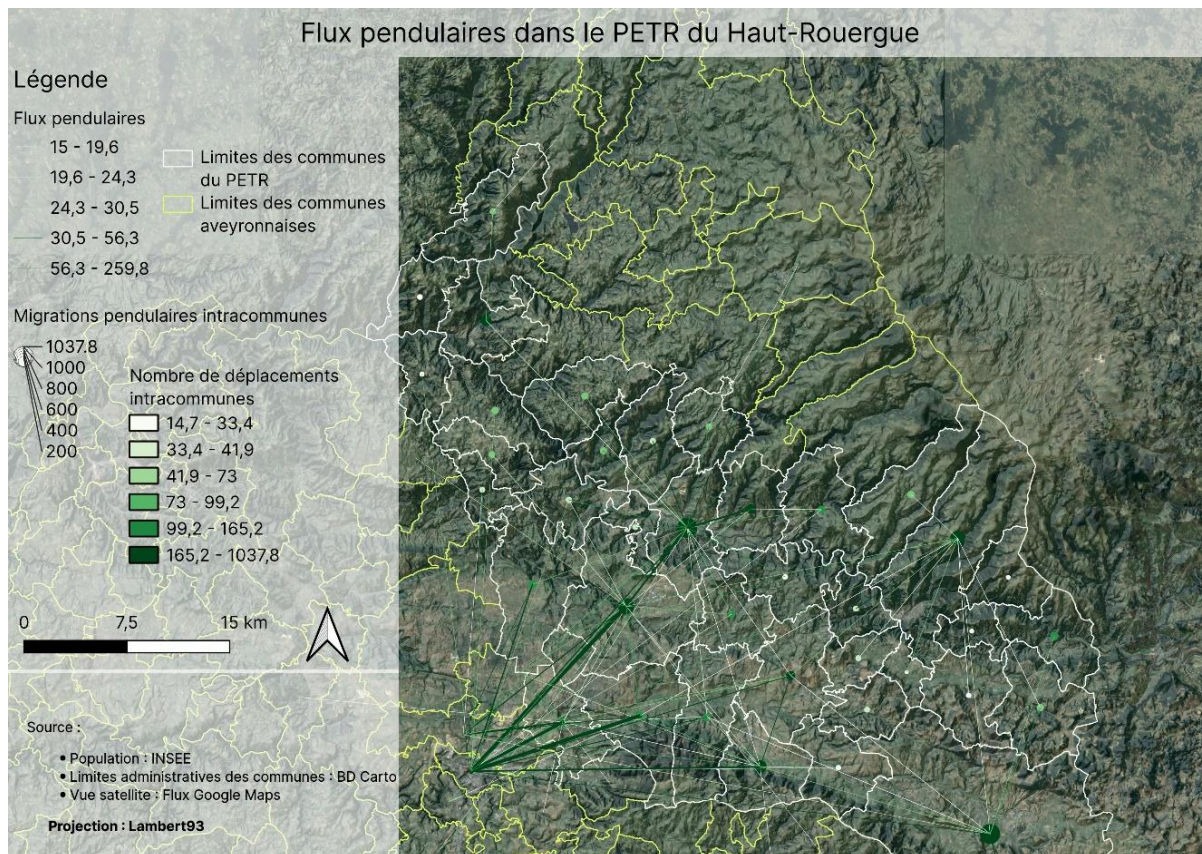 Flux pendulaires dans le PETR du Haut-Rouergue
Légende
Flux pendulaires
15 - 19,6
19,6 - 24,3
24,3 - 30,5
30,5 - 56,3
56,3 - 259,8
Limites des communes
du PETR
Limites des communes
aveyronnaises
Migrations pendulaires intracommunes
1037.8
1000
800
600
400
200
Nombre de déplacements
intracommunes
14,7 - 33,4
33,4 - 41,9
41,9 - 73
73 - 99,2
99,2 - 165,2
165,2 - 1037,8
0 7,5 15 km
Source :
• Population : INSEE
• Limites administratives des communes : BD Carto
• Vue satellite : Flux Google Maps
Projection : Lambert93